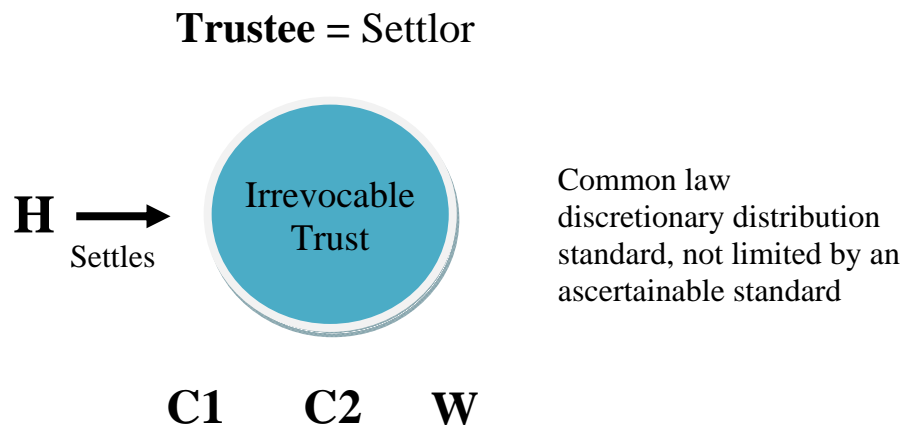 Trustee = Settlor
H
Settles
Irrevocable
Trust
Common law
discretionary distribution
standard, not limited by an
ascertainable standard
C1 C2 W